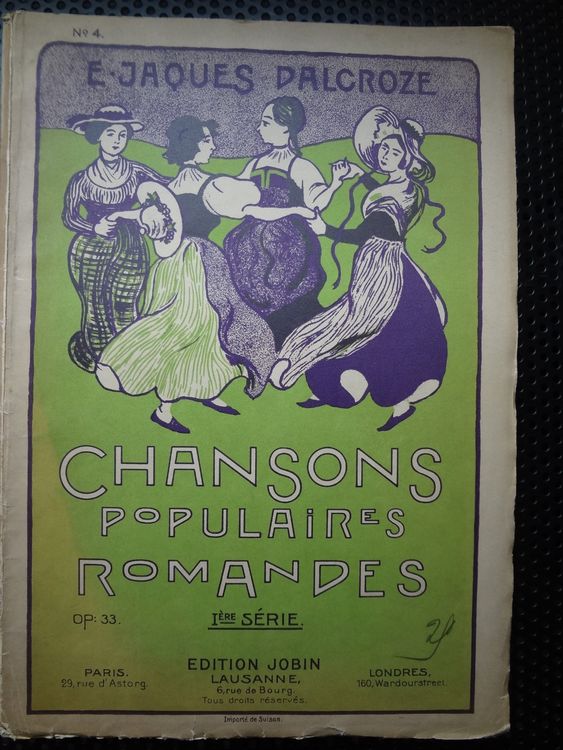 No 4.
E. JAQUES DALCROZE
CHANSONS
POPULAIRES
ROMANDES
OP: 33.
IÈRE SÉRIE.
PARIS.
29, rue d'Astorg.
EDITION JOBIN
LAUSANNE,
6, rue de Bourg.
Tous droits réservés.
LONDRES,
160, Wardourstreet.
Importé de Suisse.